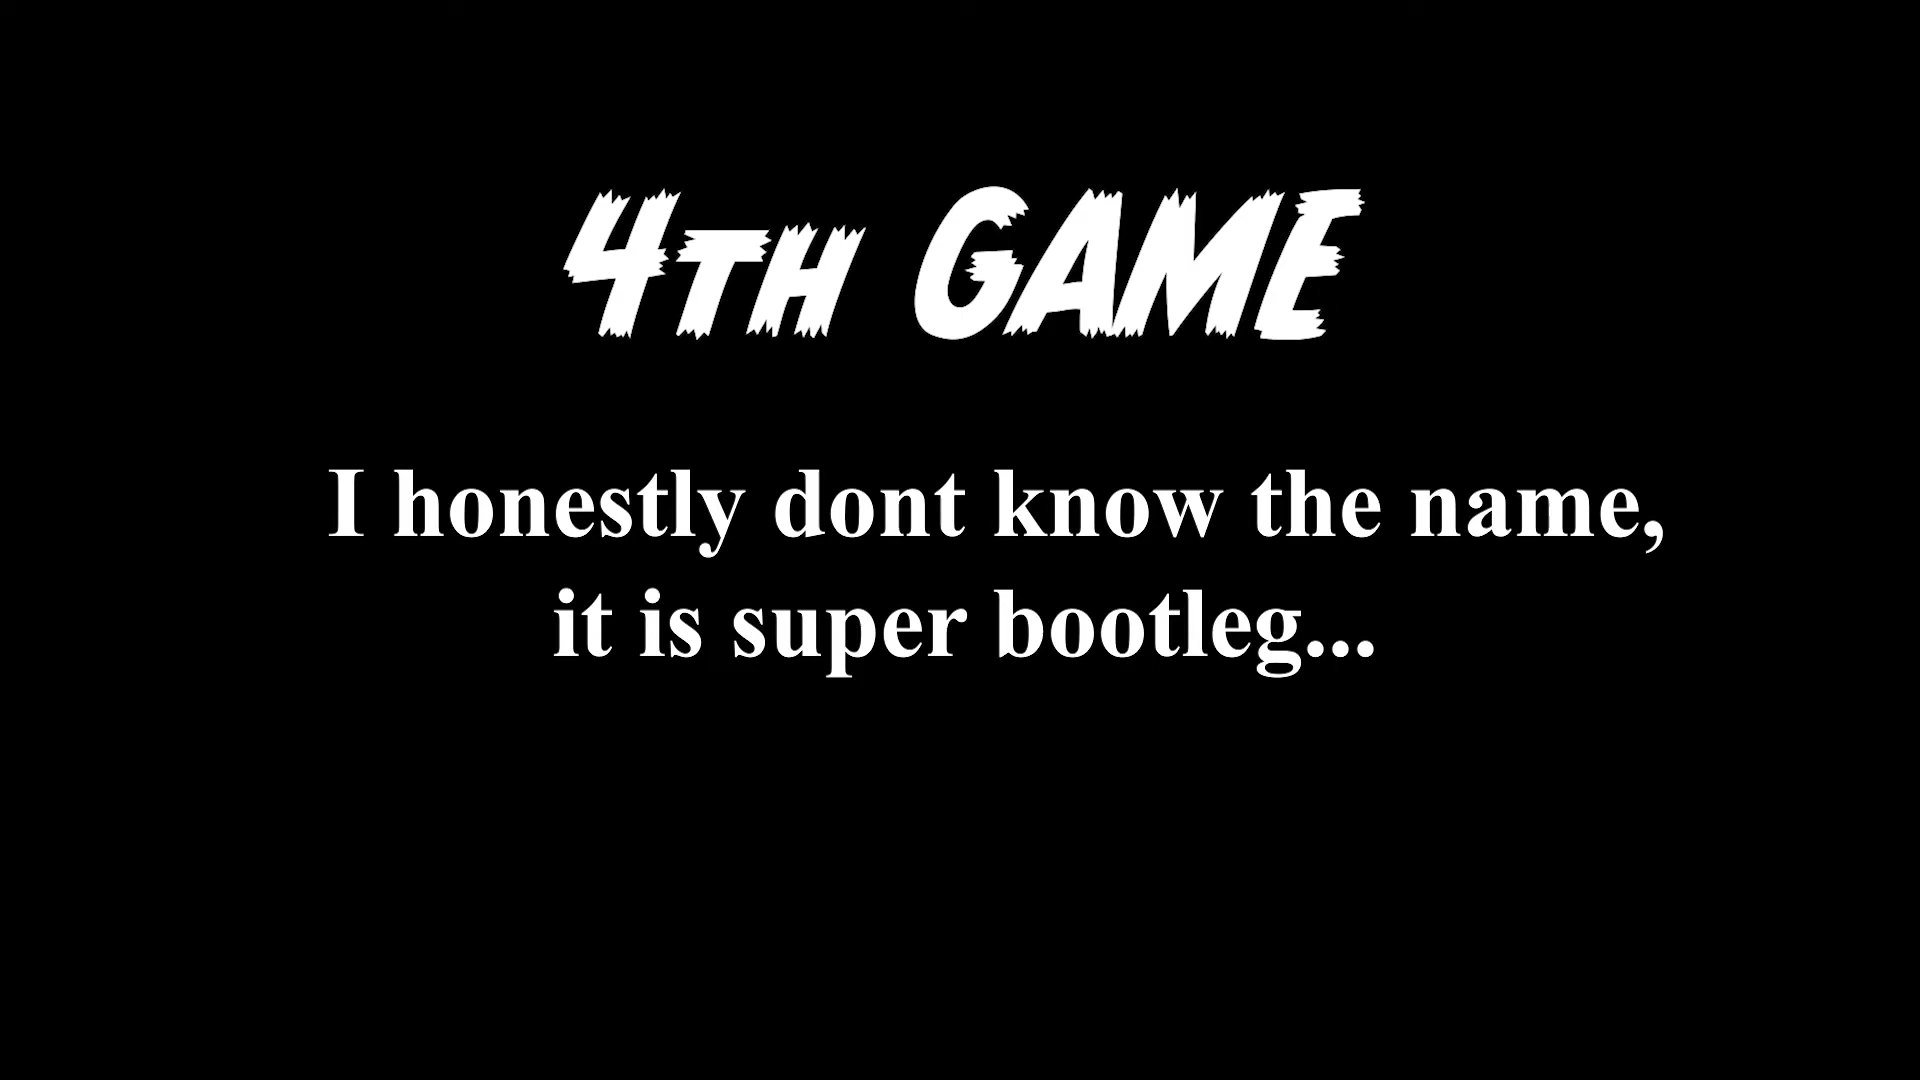 4TH GAME
I honestly dont know the name,
it is super bootleg...